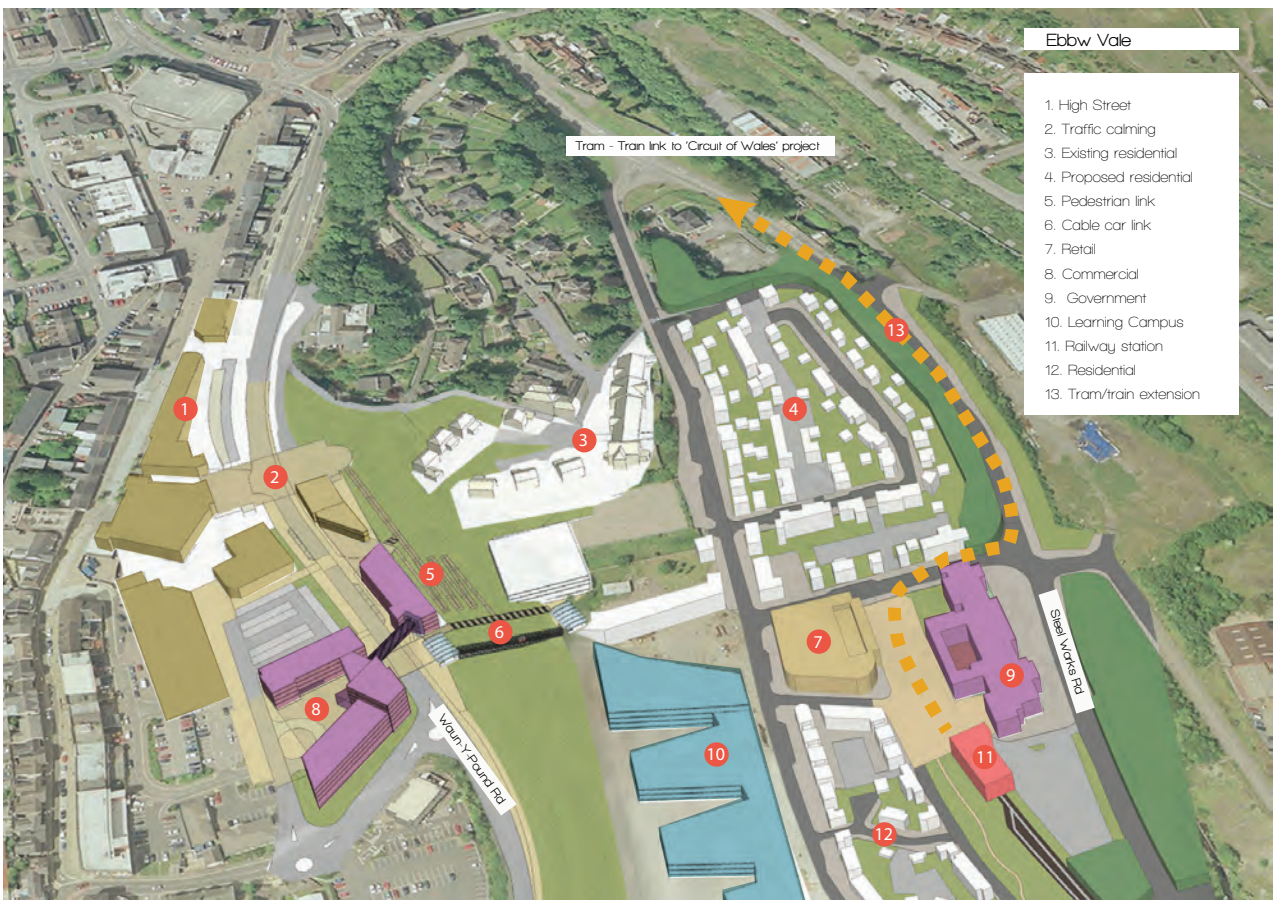 Ebbw Vale
1. High Street
2. Traffic calming
3. Existing residential
4. Proposed residential
5. Pedestrian link
6. Cable car link
7. Retail
8. Commercial
9. Government
10. Learning Campus
11. Railway station
12. Residential
13. Tram/train extension
Tram - Train link to 'Circuit of Wales' project
13
1
4
3
2
5
6
7
Steel Works Rd
9
8
Waun-Y-Pound Rd
10
11
12